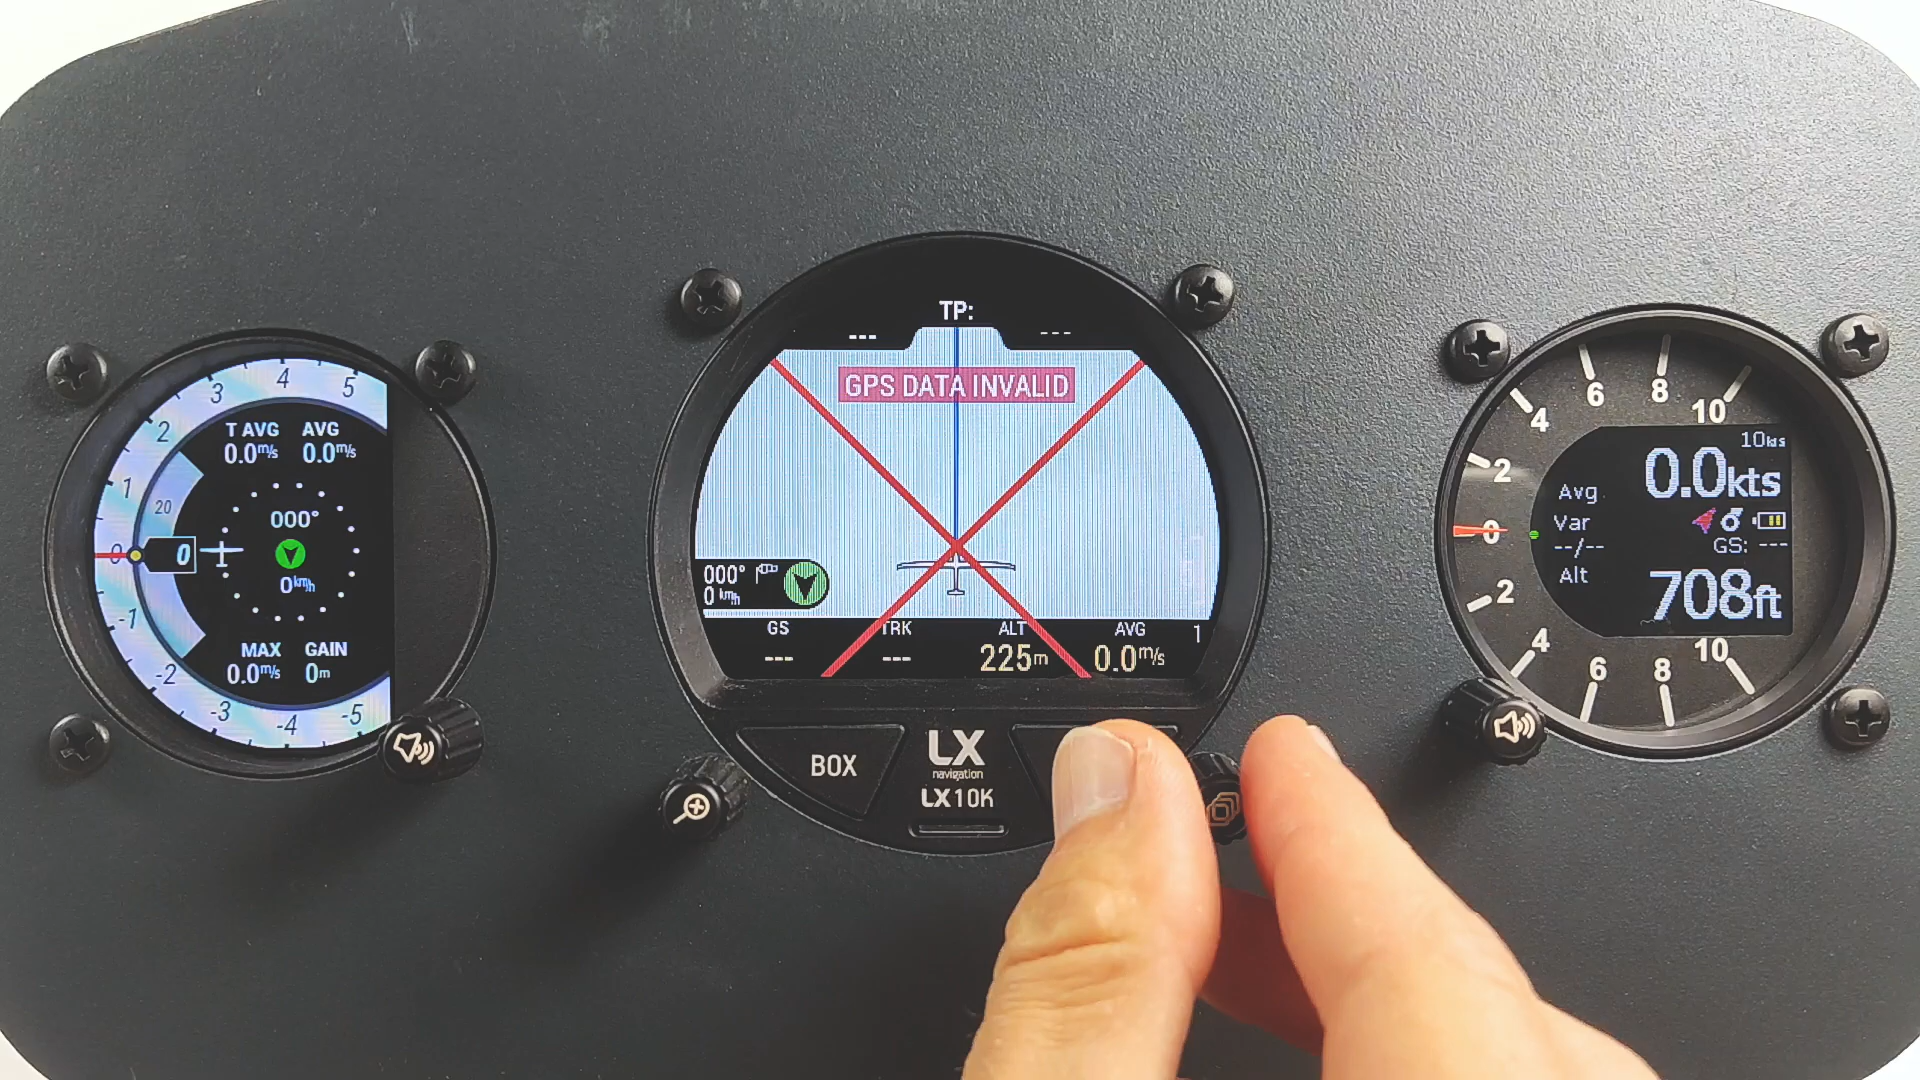 3 4 5
2
1
0
-1
-2
-3 -4 -5
T AVG AVG
0.0m/s 0.0m/s
20
000°
0
0km/h
MAX GAIN
0.0m/s 0m
TP:
--- ---
GPS DATA INVALID
000°
0 km/h
GS TRK ALT AVG 1
--- --- 225m 0.0m/s
BOX
LX
navigation
LX10K
4 6 8 10
2
0
2
4 6 8 10
10kts
0.0kts
Avg
Var
--/--
GS: ---
Alt
708ft